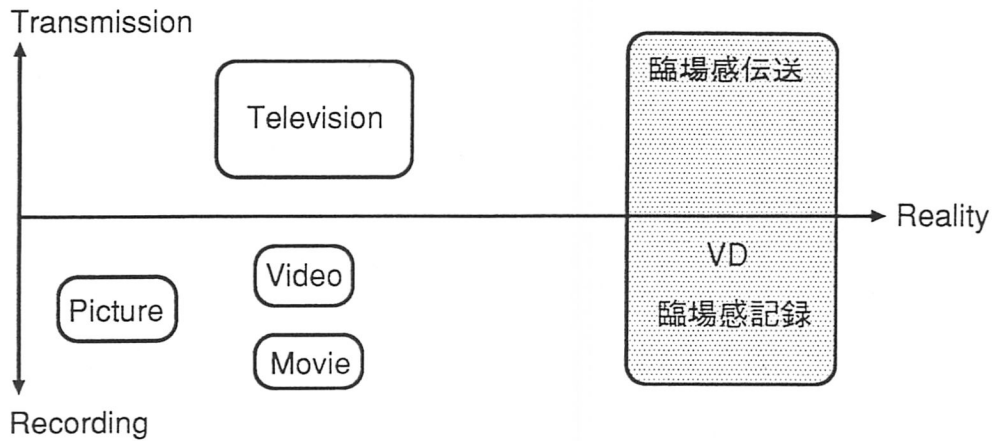 Transmission
臨場感伝送
Television
Reality
VD
Video
Picture
臨場感記録
Movie
Recording